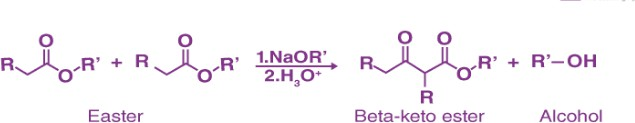 R O O R' + R O O R' 1.NaOR' 2.H₃O⁺ R O O O R' R + R'–OH
Easter Beta-keto ester Alcohol